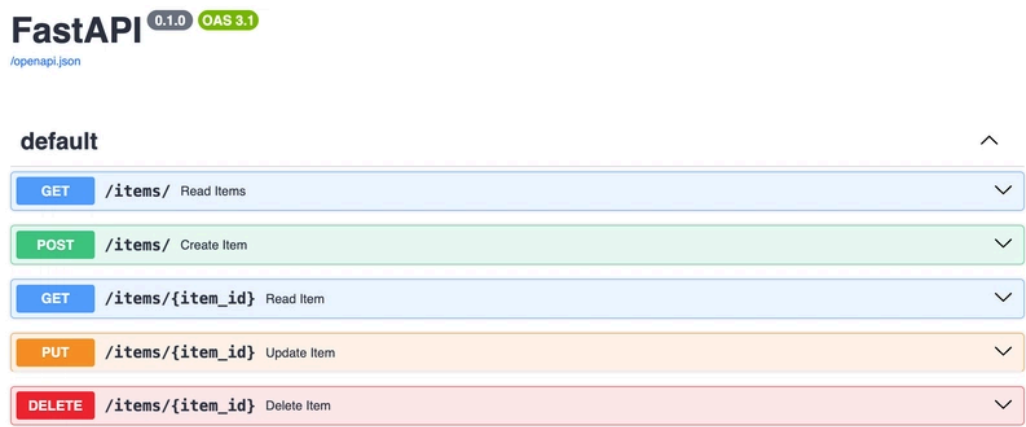 FastAPI 0.1.0 OAS 3.1
/openapi.json
default
GET /items/ Read Items
POST /items/ Create Item
GET /items/{item_id} Read Item
PUT /items/{item_id} Update Item
DELETE /items/{item_id} Delete Item